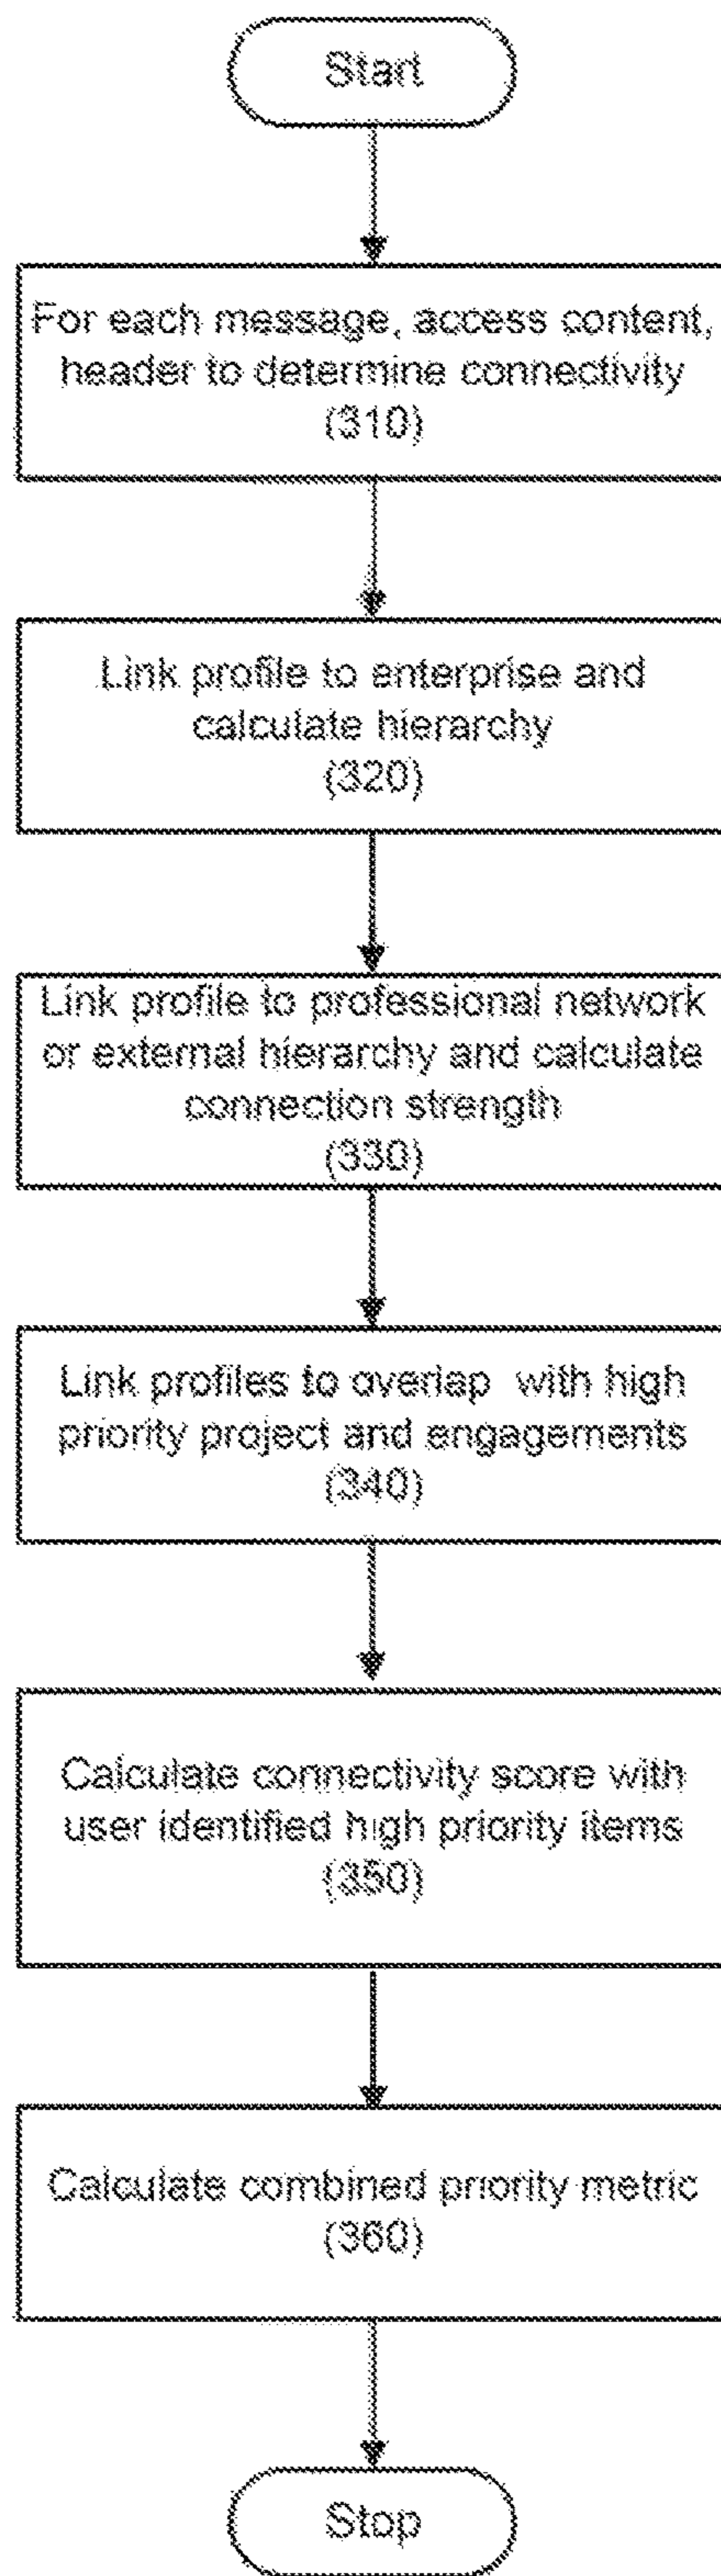 Start
For each message, access content,
header to determine connectivity
(310)
Link profile to enterprise and
calculate hierarchy
(320)
Link profile to professional network
or external hierarchy and calculate
connection strength
(330)
Link profiles to overlap with high
priority project and engagements
(340)
Calculate connectivity score with
user identified high priority items
(350)
Calculate combined priority metric
(360)
Stop